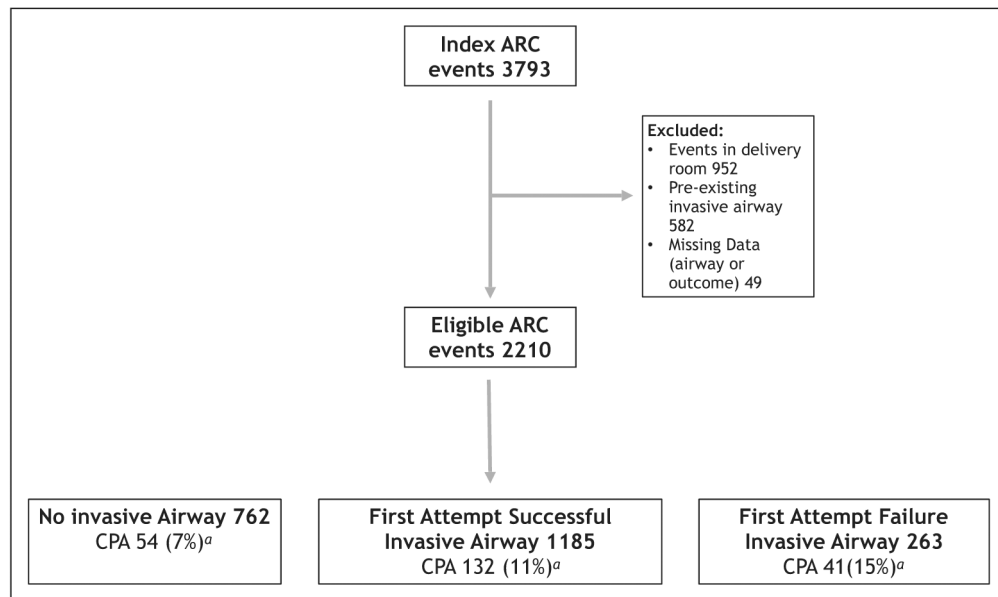 Index ARC
events 3793
Excluded:
• Events in delivery
room 952
• Pre-existing
invasive airway
582
• Missing Data
(airway or
outcome) 49
Eligible ARC
events 2210
No invasive Airway 762
CPA 54 (7%)a
First Attempt Successful
Invasive Airway 1185
CPA 132 (11%)a
First Attempt Failure
Invasive Airway 263
CPA 41(15%)a